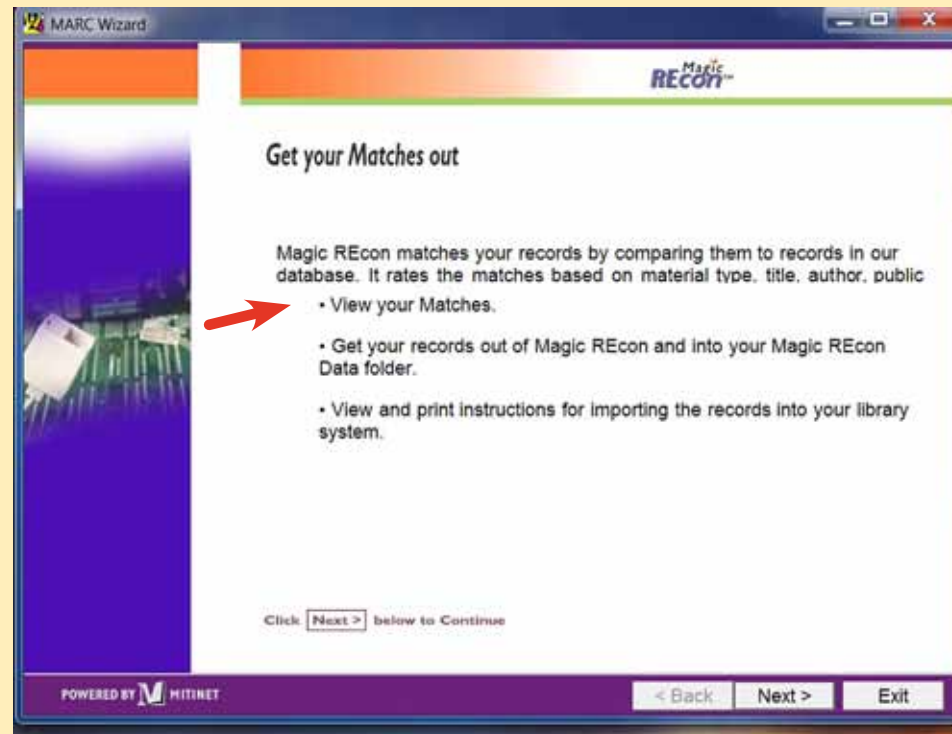 MARC Wizard
Magic
REcon™
Get your Matches out
Magic REcon matches your records by comparing them to records in our
database. It rates the matches based on material type, title, author, public
• View your Matches.
• Get your records out of Magic REcon and into your Magic REcon
Data folder.
• View and print instructions for importing the records into your library
system.
Click Next > below to Continue
POWERED BY MITINET
< Back Next > Exit